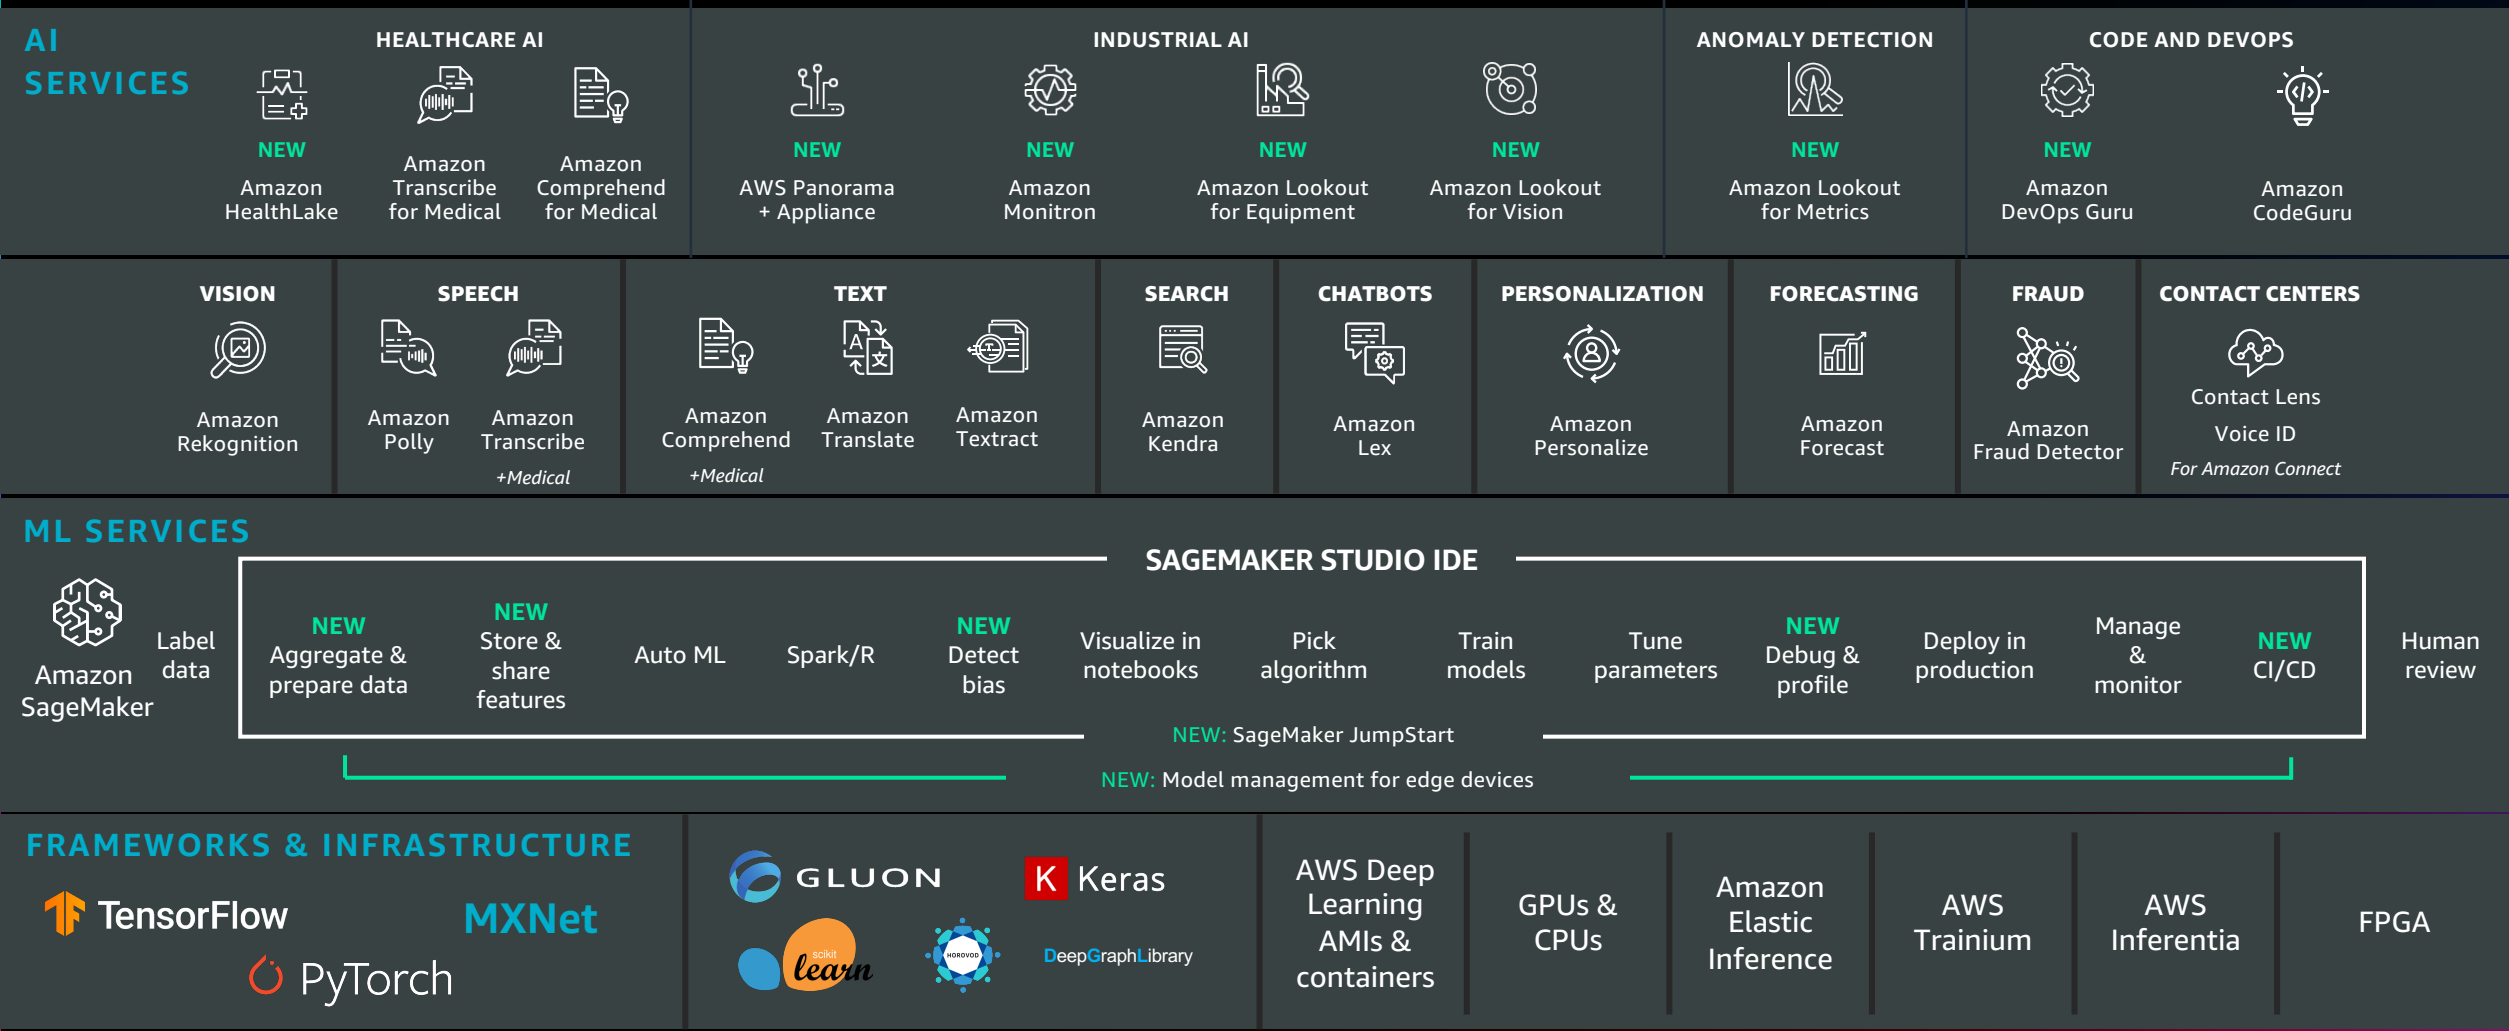 AI
SERVICES
HEALTHCARE AI
NEW
Amazon
HealthLake
Amazon
Transcribe
for Medical
Amazon
Comprehend
for Medical
INDUSTRIAL AI
NEW
AWS Panorama
+ Appliance
NEW
Amazon
Monitron
NEW
Amazon Lookout
for Equipment
NEW
Amazon Lookout
for Vision
ANOMALY DETECTION
NEW
Amazon Lookout
for Metrics
CODE AND DEVOPS
NEW
Amazon
DevOps Guru
Amazon
CodeGuru
VISION
Amazon
Rekognition
SPEECH
Amazon
Polly
Amazon
Transcribe
+Medical
TEXT
Amazon
Comprehend
+Medical
A
文
Amazon
Translate
T
Amazon
Textract
SEARCH
Amazon
Kendra
CHATBOTS
Amazon
Lex
PERSONALIZATION
Amazon
Personalize
FORECASTING
Amazon
Forecast
FRAUD
Amazon
Fraud Detector
CONTACT CENTERS
Contact Lens
Voice ID
For Amazon Connect
ML SERVICES
Amazon
SageMaker
Label
data
SAGEMAKER STUDIO IDE
NEW
Aggregate &
prepare data
NEW
Store &
share
features
Auto ML
Spark/R
NEW
Detect
bias
Visualize in
notebooks
Pick
algorithm
Train
models
Tune
parameters
NEW
Debug &
profile
Deploy in
production
Manage
&
monitor
NEW
CI/CD
Human
review
NEW: SageMaker JumpStart
NEW: Model management for edge devices
FRAMEWORKS & INFRASTRUCTURE
TensorFlow
MXNet
PyTorch
GLUON
K Keras
scikit
learn
HOROVOD
DeepGraphLibrary
AWS Deep
Learning
AMIs &
containers
GPUs &
CPUs
Amazon
Elastic
Inference
AWS
Trainium
AWS
Inferentia
FPGA